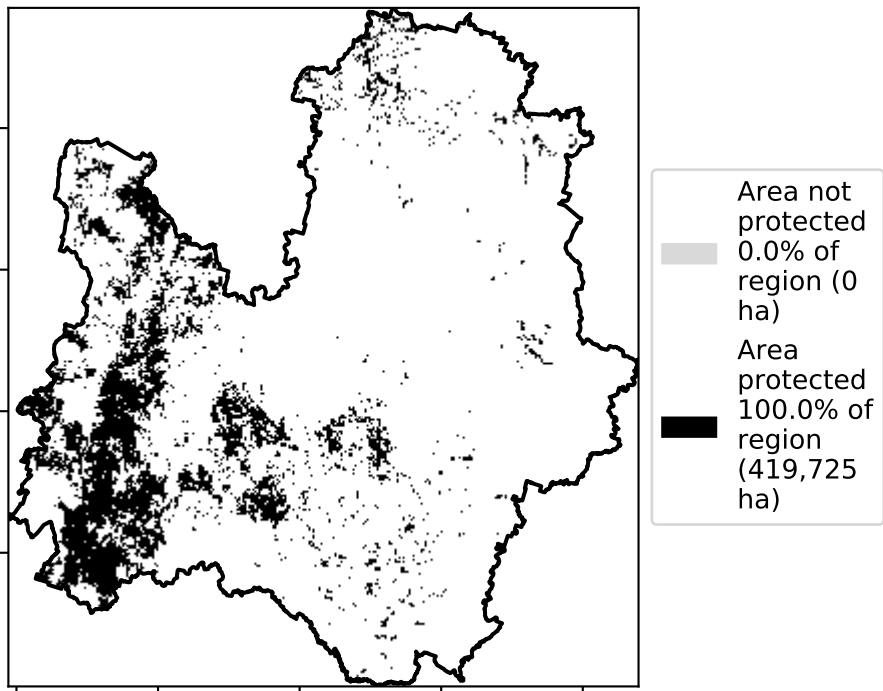 Area not
protected
0.0% of
region (0
ha)
Area
protected
100.0% of
region
(419,725
ha)